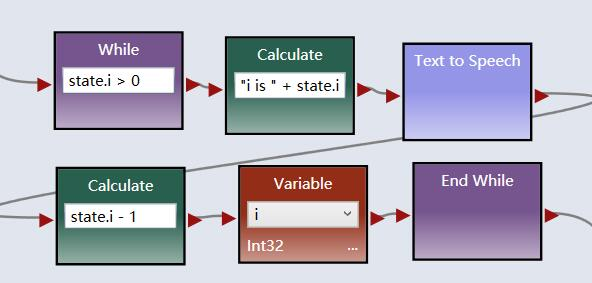 While
state.i > 0
Calculate
"i is " + state.i
Text to Speech
Calculate
state.i - 1
Variable
i
Int32 ...
End While